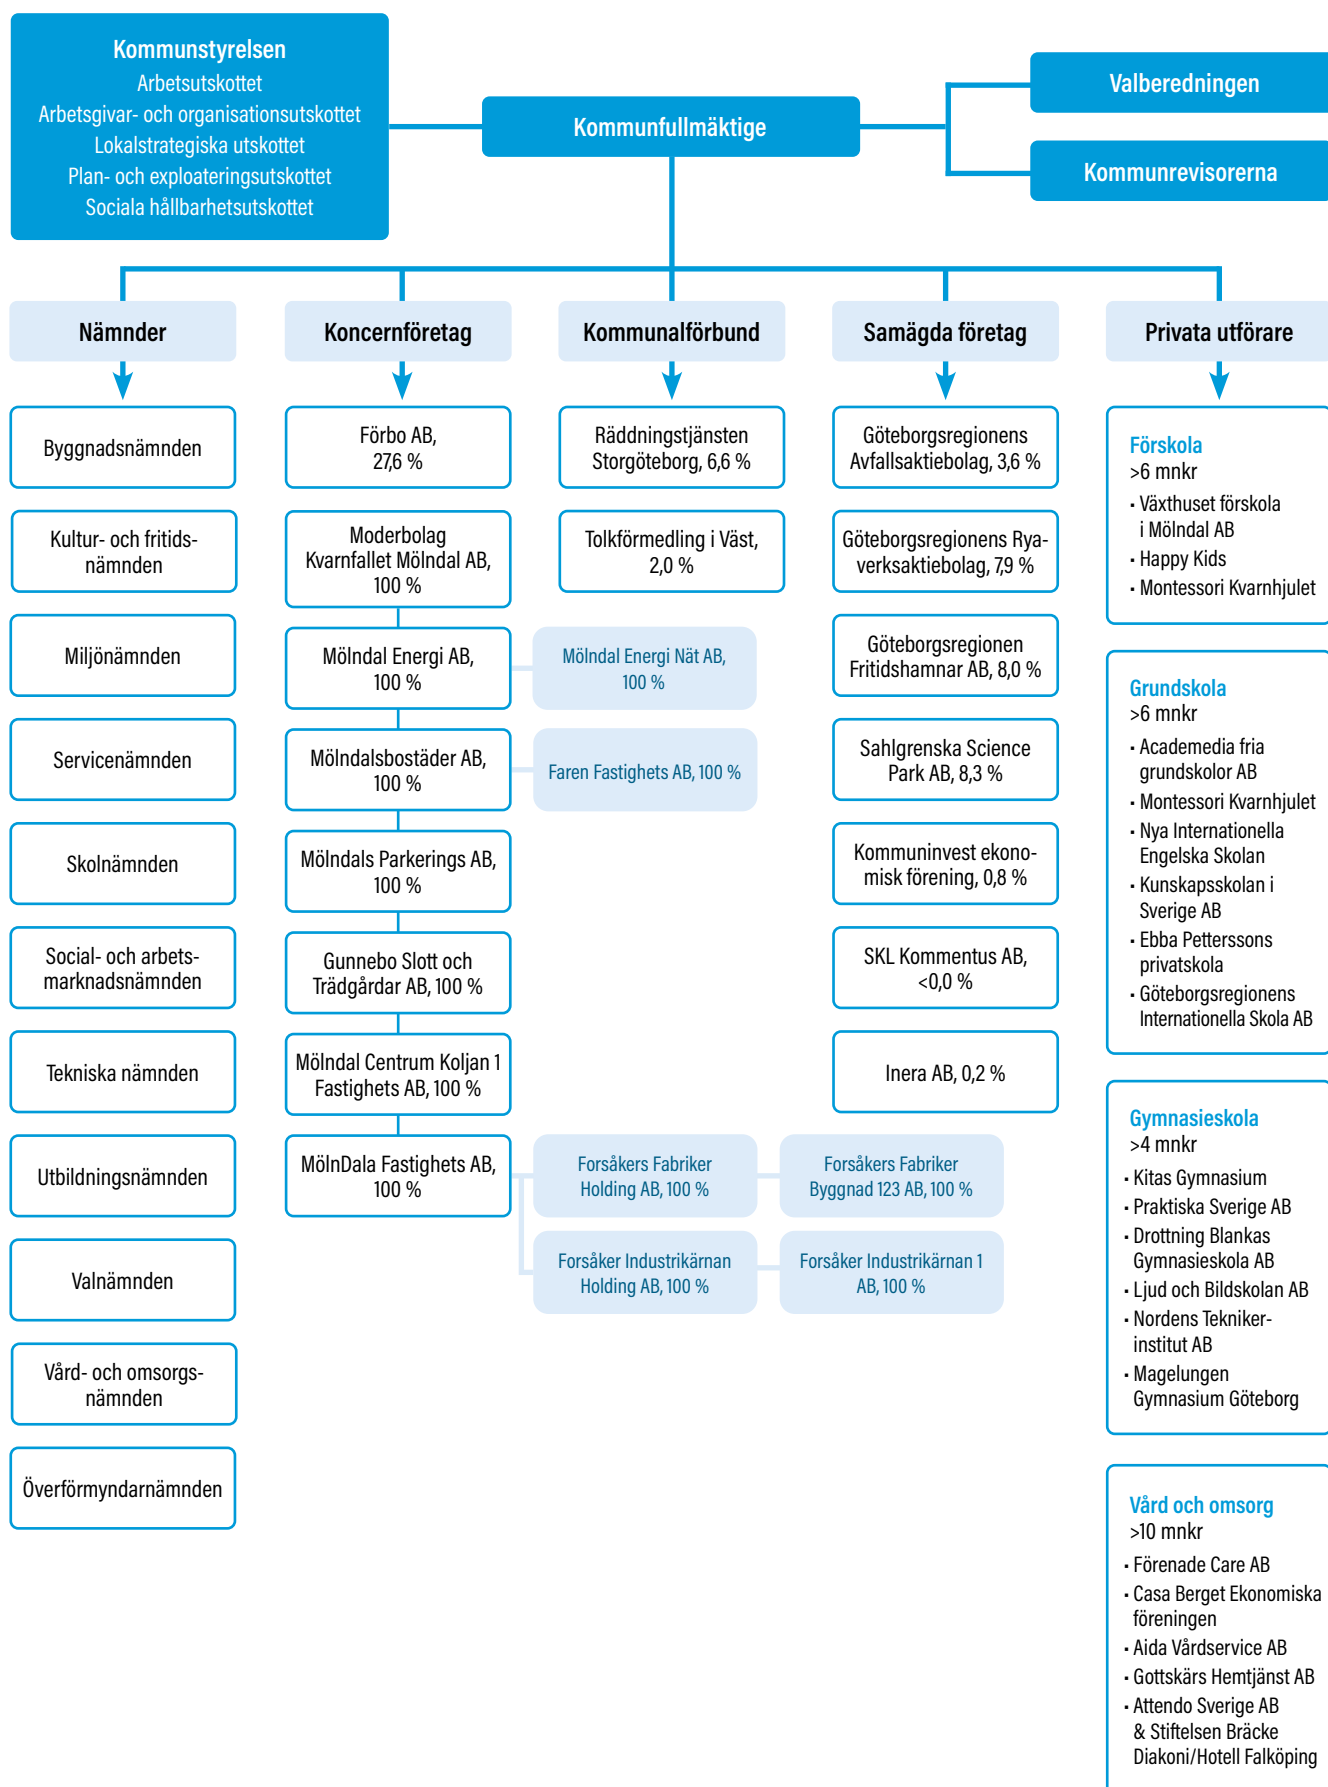 Kommunstyrelsen
Arbetsutskottet
Arbetsgivar- och organisationsutskottet
Lokalstrategiska utskottet
Plan- och exploateringsutskottet
Sociala hållbarhetsutskottet
Kommunfullmäktige
Valberedningen
Kommunrevisorerna
Nämnder
Byggnadsnämnden
Kultur- och fritids-
nämnden
Miljönämnden
Servicenämnden
Skolnämnden
Social- och arbets-
marknadsnämnden
Tekniska nämnden
Utbildningsnämnden
Valnämnden
Vård- och omsorgs-
nämnden
Överförmyndarnämnden
Koncernföretag
Förbo AB,
27,6 %
Moderbolag
Kvarnfallet Mölndal AB,
100 %
Mölndal Energi AB,
100 %
Mölndal Energi Nät AB,
100 %
Mölndalsbostäder AB,
100 %
Faren Fastighets AB, 100 %
Mölndals Parkerings AB,
100 %
Gunnebo Slott och
Trädgårdar AB, 100 %
Mölndal Centrum Koljan 1
Fastighets AB, 100 %
MölnDala Fastighets AB,
100 %
Forsåkers Fabriker
Holding AB, 100 %
Forsåkers Fabriker
Byggnad 123 AB, 100 %
Forsåker Industrikärnan
Holding AB, 100 %
Forsåker Industrikärnan 1
AB, 100 %
Kommunalförbund
Räddningstjänsten
Storgöteborg, 6,6 %
Tolkförmedling i Väst,
2,0 %
Samägda företag
Göteborgsregionens
Avfallsaktiebolag, 3,6 %
Göteborgsregionens Rya-
verksaktiebolag, 7,9 %
Göteborgsregionen
Fritidshamnar AB, 8,0 %
Sahlgrenska Science
Park AB, 8,3 %
Kommuninvest ekono-
misk förening, 0,8 %
SKL Kommentus AB,
<0,0 %
Inera AB, 0,2 %
Privata utförare
Förskola
>6 mnkr
▪ Växthuset förskola
i Mölndal AB
▪ Happy Kids
▪ Montessori Kvarnhjulet
Grundskola
>6 mnkr
▪ Academedia fria
grundskolor AB
▪ Montessori Kvarnhjulet
▪ Nya Internationella
Engelska Skolan
▪ Kunskapsskolan i
Sverige AB
▪ Ebba Petterssons
privatskola
▪ Göteborgsregionens
Internationella Skola AB
Gymnasieskola
>4 mnkr
▪ Kitas Gymnasium
▪ Praktiska Sverige AB
▪ Drottning Blankas
Gymnasieskola AB
▪ Ljud och Bildskolan AB
▪ Nordens Tekniker-
institut AB
▪ Magelungen
Gymnasium Göteborg
Vård och omsorg
>10 mnkr
▪ Förenade Care AB
▪ Casa Berget Ekonomiska
föreningen
▪ Aida Vårdservice AB
▪ Gottskärs Hemtjänst AB
▪ Attendo Sverige AB
& Stiftelsen Bräcke
Diakoni/Hotell Falköping